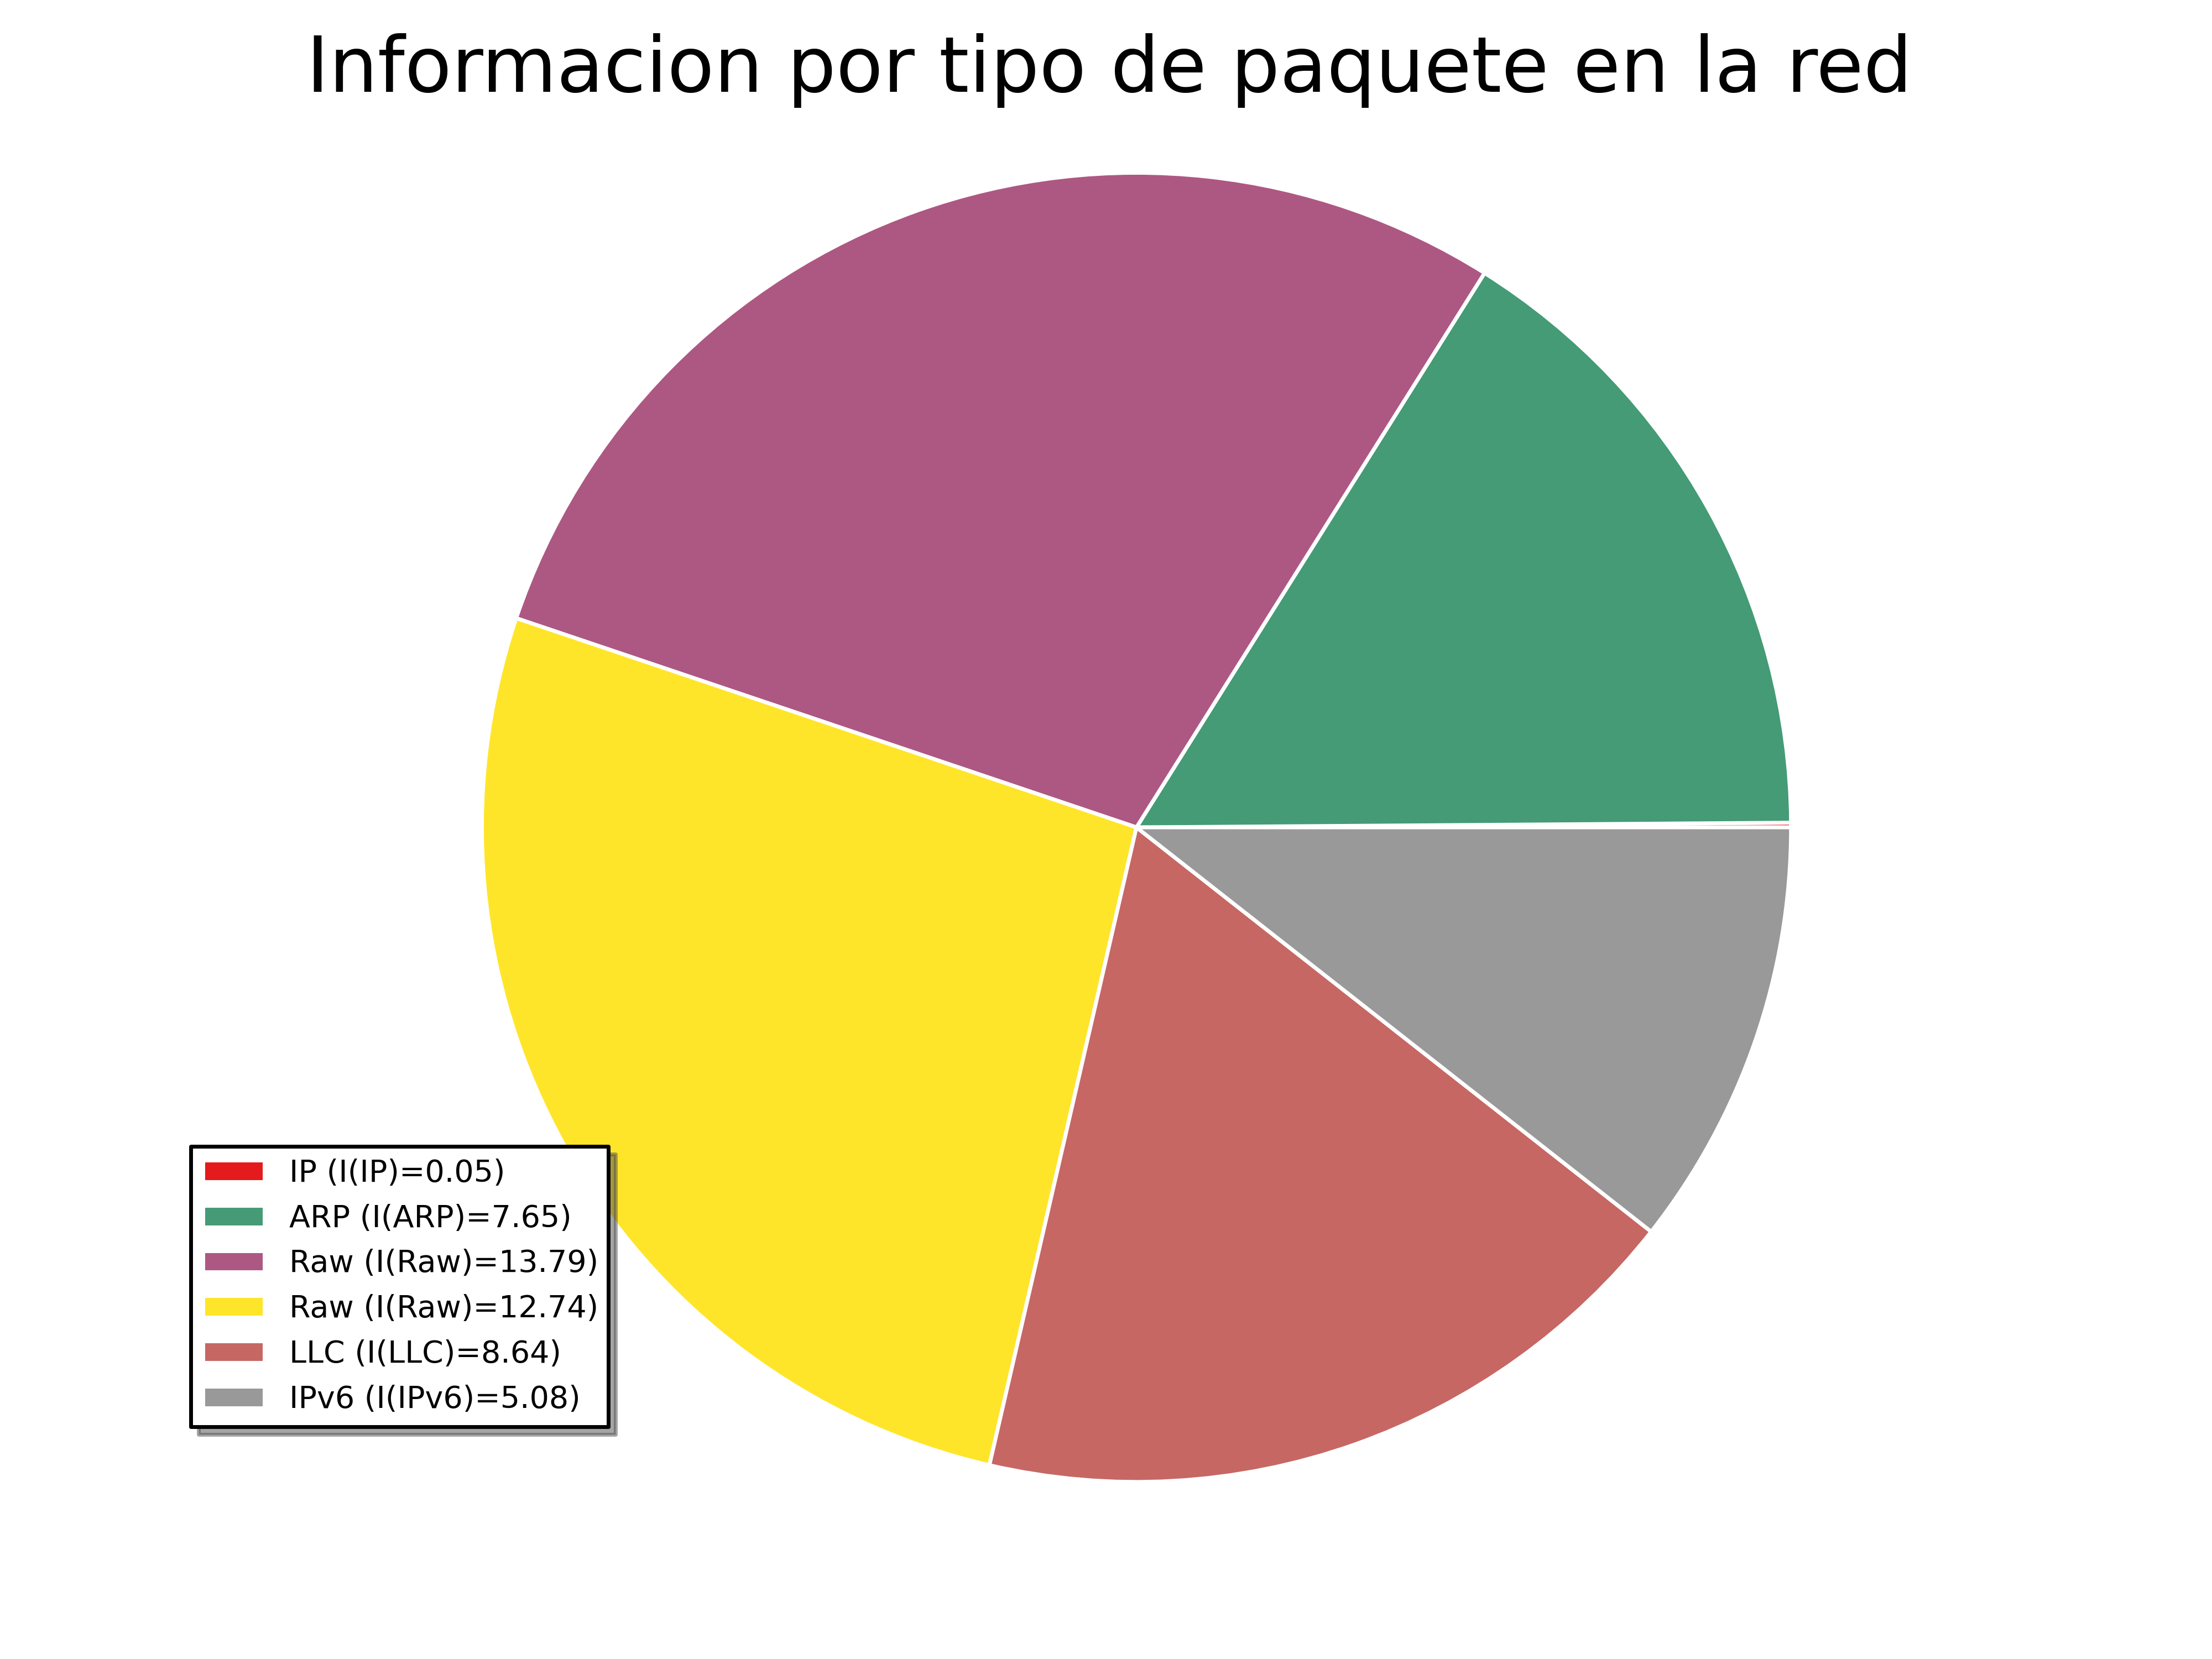 Informacion por tipo de paquete en la red
IP (I(IP)=0.05)
ARP (I(ARP)=7.65)
Raw (I(Raw)=13.79)
Raw (I(Raw)=12.74)
LLC (I(LLC)=8.64)
IPv6 (I(IPv6)=5.08)